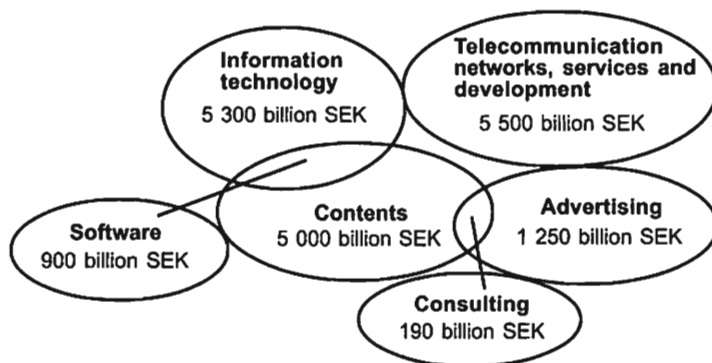 Information
technology
5 300 billion SEK
Telecommunication
networks, services and
development
5 500 billion SEK
Software
900 billion SEK
Contents
5 000 billion SEK
Advertising
1 250 billion SEK
Consulting
190 billion SEK